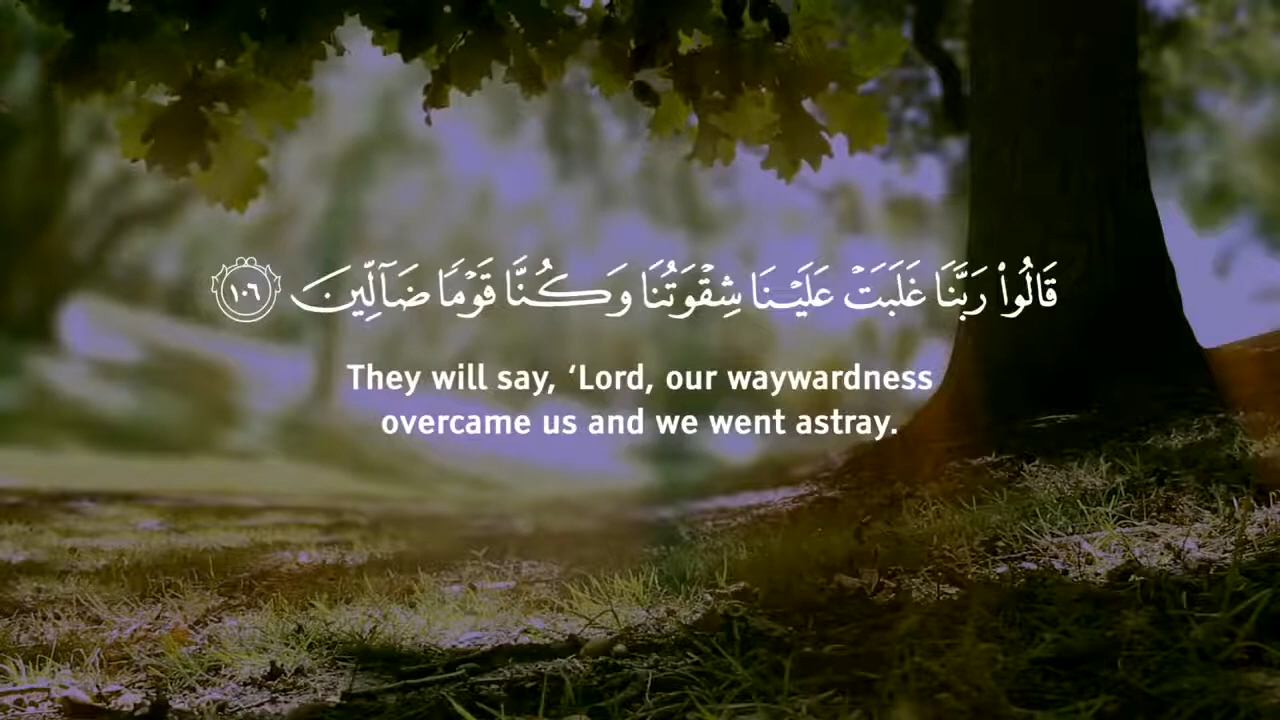 قَالُوا۟ رَبَّنَا غَلَبَتْ عَلَيْنَا شِقْوَتُنَا وَكُنَّا قَوْمًا ضَآلِّينَ ١٠٦
They will say, ‘Lord, our waywardness
overcame us and we went astray.